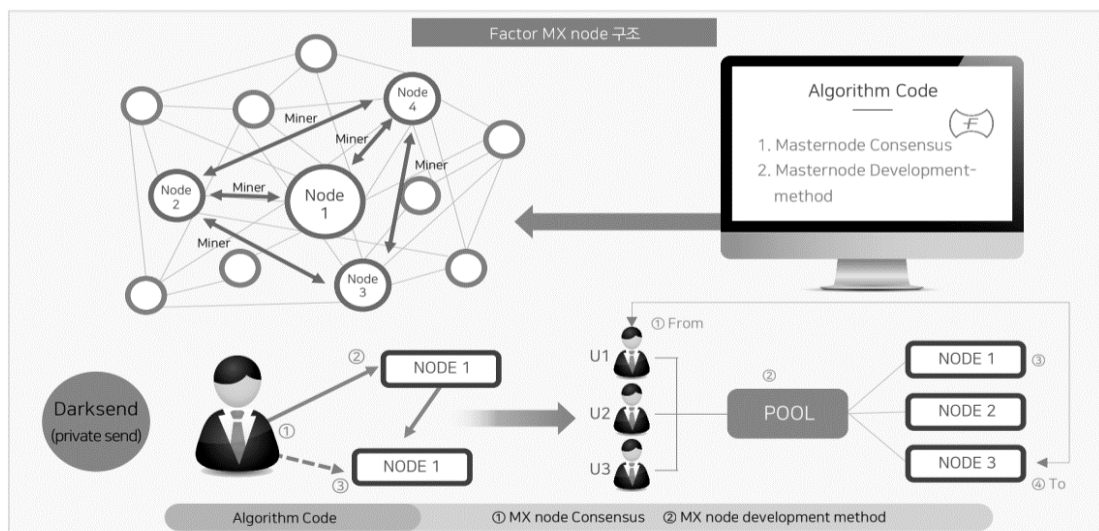 Factor MX node 구조
Node
4
Miner
Miner
Miner
Node
2
Miner
Node
1
Miner
Node
3
Algorithm Code
1. Masternode Consensus
2. Masternode Development-
method
Darksend
(private send)
①
②
NODE 1
③
NODE 1
① From
U1
U2
U3
②
POOL
NODE 1
③
NODE 2
NODE 3
④ To
Algorithm Code
① MX node Consensus ② MX node development method